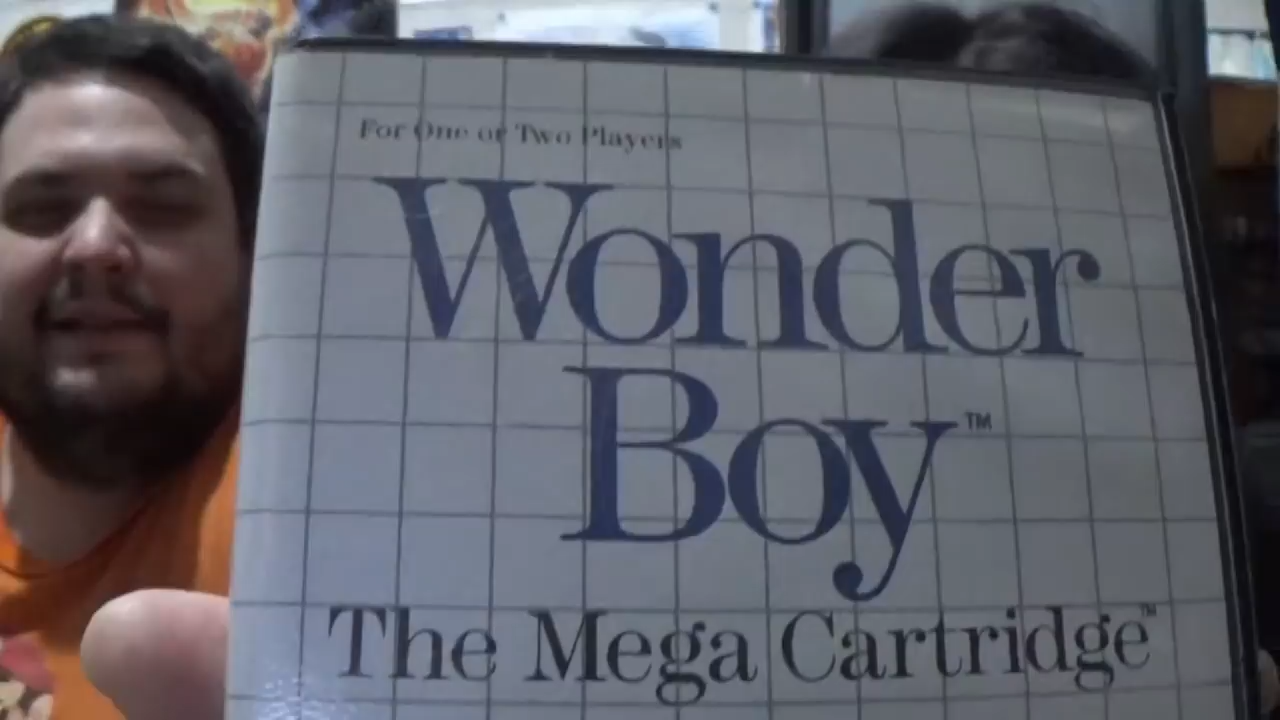 For One or Two Players
Wonder
Boy™
The Mega Cartridge™